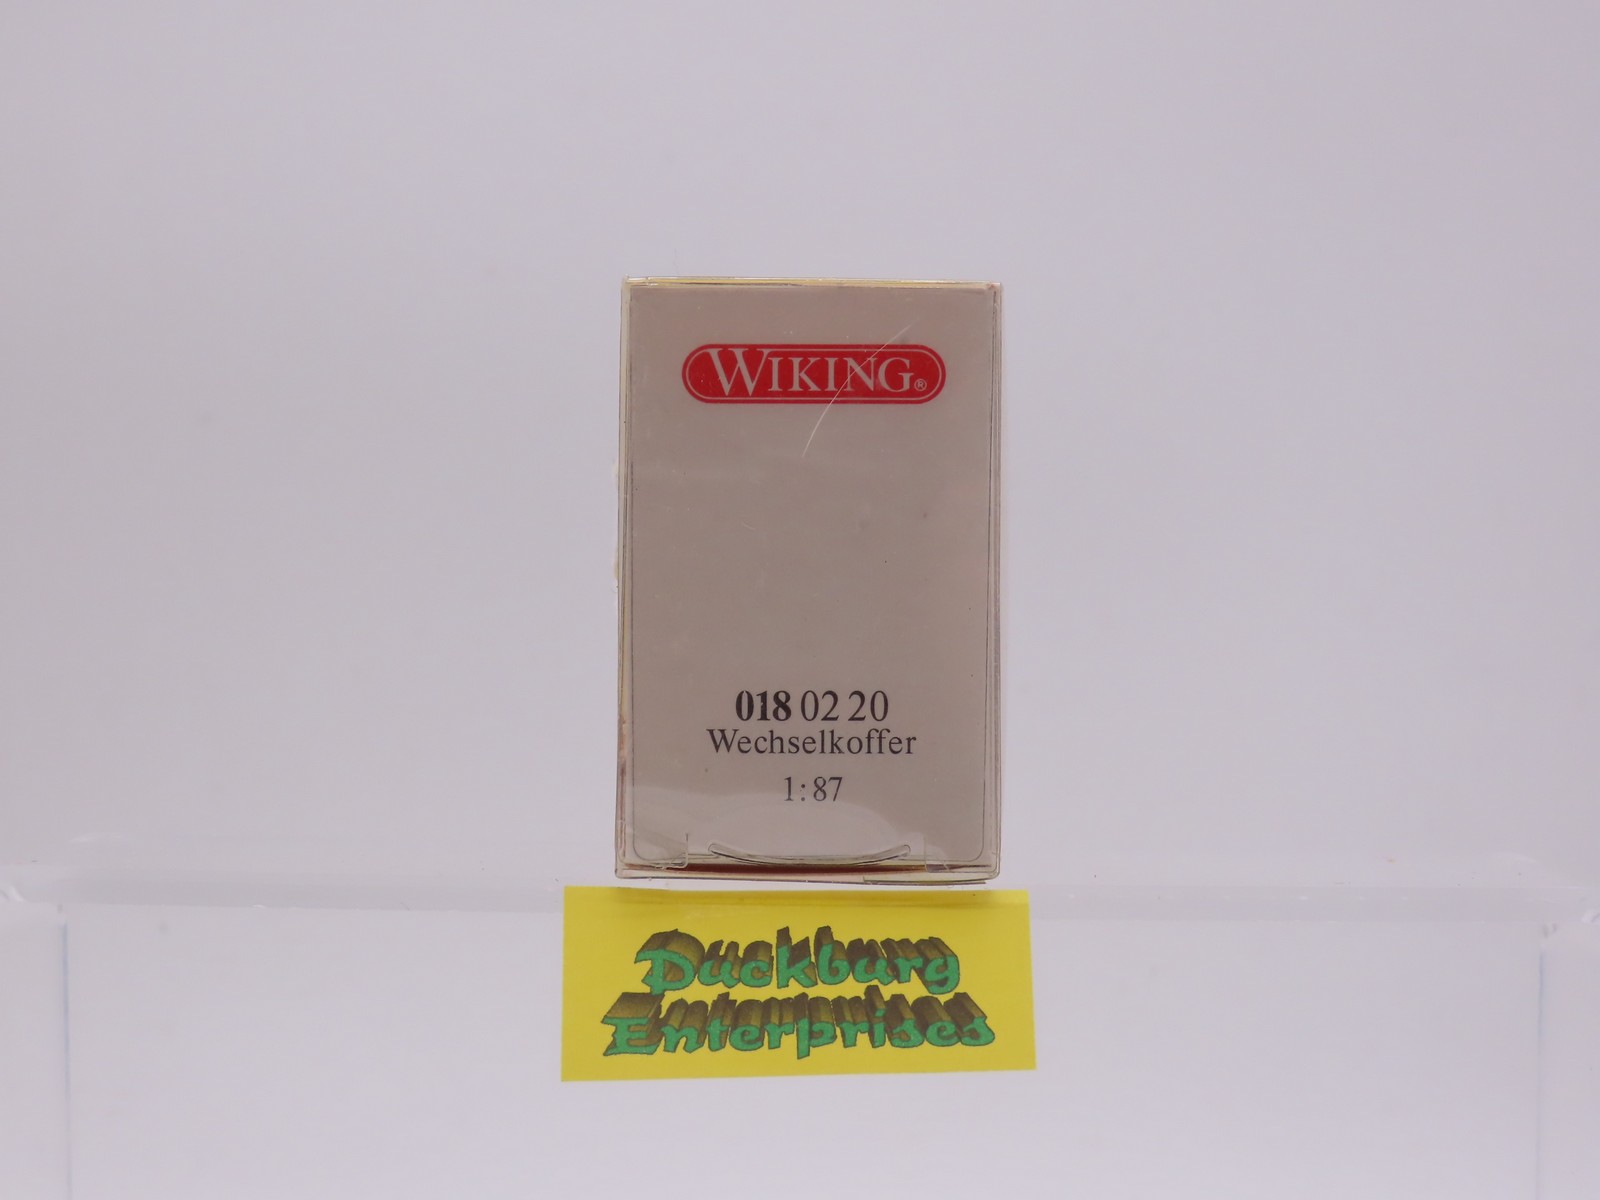 WIKING®
018 02 20
Wechselkoffer
1:87
Duckburg
Enterprises